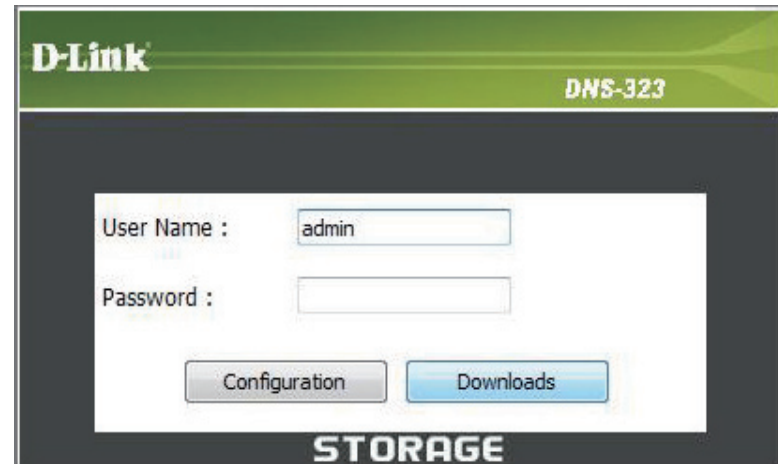 D-Link
DNS-323
User Name :
admin
Password :
Configuration
Downloads
STORAGE